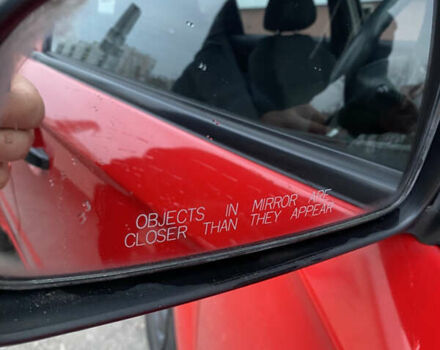 OBJECTS IN MIRROR ARE
CLOSER THAN THEY APPEAR